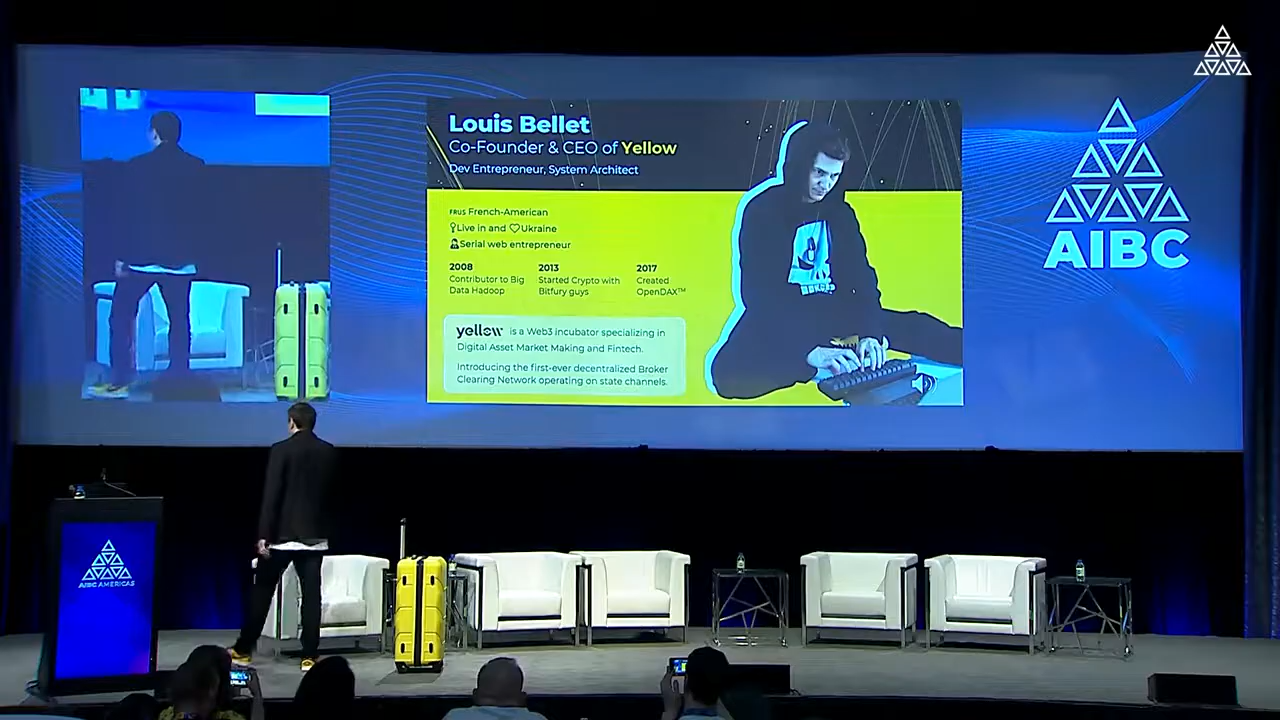 Louis Bellet
Co-Founder & CEO of Yellow
Dev Entrepreneur, System Architect
FRUS French-American
Live in and Ukraine
Serial web entrepreneur
2008
Contributor to Big
Data Hadoop
2013
Started Crypto with
Bitfury guys
2017
Created
OpenDAX™
yellow is a Web3 incubator specializing in
Digital Asset Market Making and Fintech.
Introducing the first-ever decentralized Broker
Clearing Network operating on state channels.
AIBC
AIBC AMERICAS